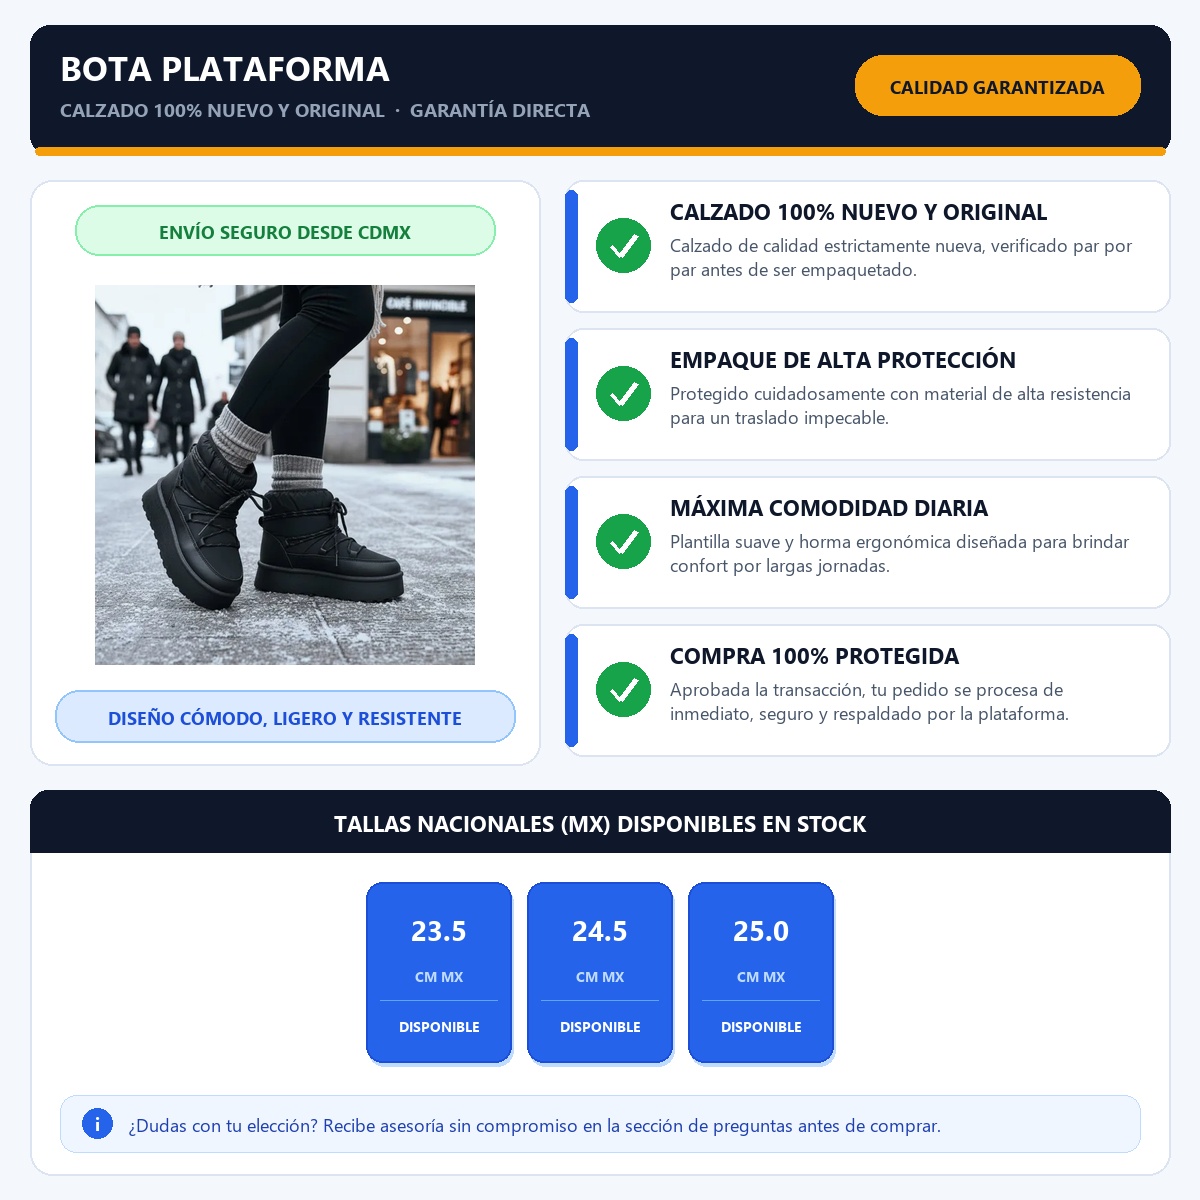 BOTA PLATAFORMA
CALZADO 100% NUEVO Y ORIGINAL · GARANTÍA DIRECTA
CALIDAD GARANTIZADA
ENVÍO SEGURO DESDE CDMX
DISEÑO CÓMODO, LIGERO Y RESISTENTE
CALZADO 100% NUEVO Y ORIGINAL
Calzado de calidad estrictamente nueva, verificado par por
par antes de ser empaquetado.
EMPAQUE DE ALTA PROTECCIÓN
Protegido cuidadosamente con material de alta resistencia
para un traslado impecable.
MÁXIMA COMODIDAD DIARIA
Plantilla suave y horma ergonómica diseñada para brindar
confort por largas jornadas.
COMPRA 100% PROTEGIDA
Aprobada la transacción, tu pedido se procesa de
inmediato, seguro y respaldado por la plataforma.
TALLAS NACIONALES (MX) DISPONIBLES EN STOCK
23.5
CM MX
DISPONIBLE
24.5
CM MX
DISPONIBLE
25.0
CM MX
DISPONIBLE
¿Dudas con tu elección? Recibe asesoría sin compromiso en la sección de preguntas antes de comprar.